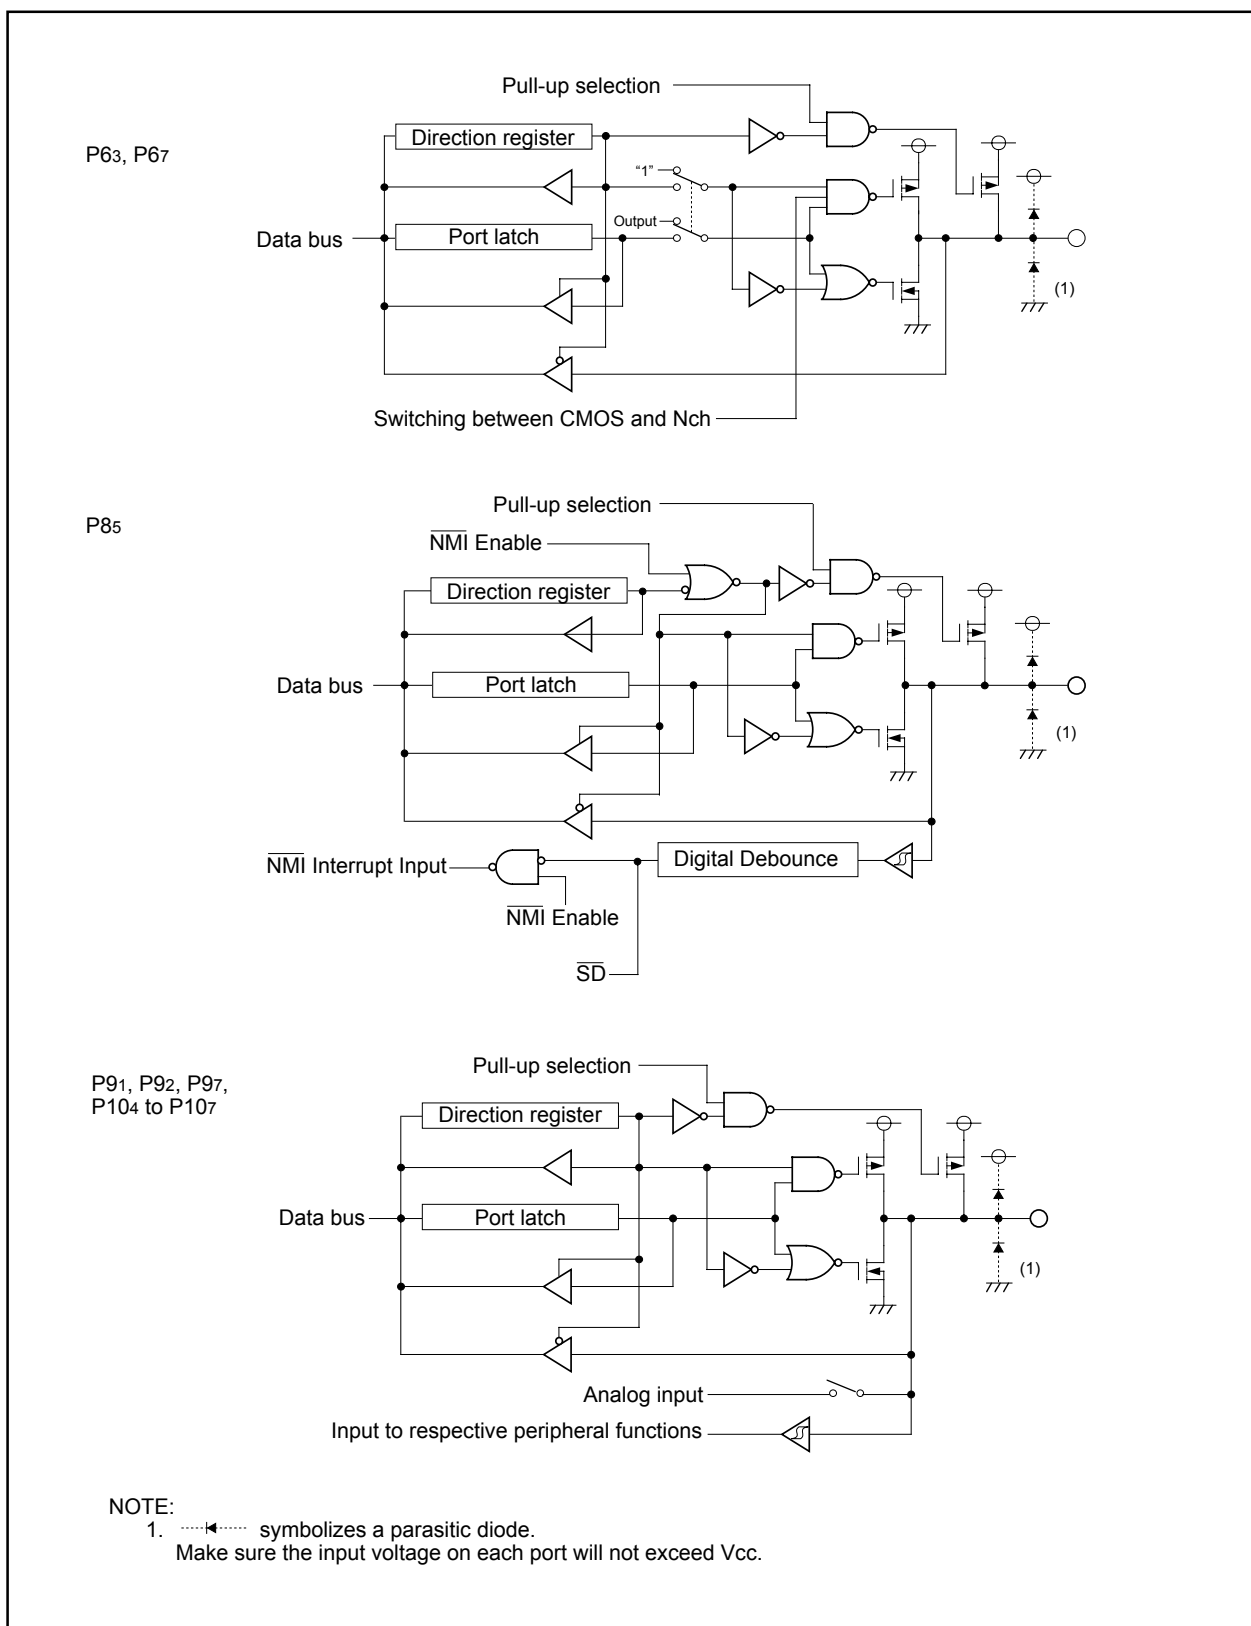 Pull-up selection
P63, P67
Direction register
"1"
Output
Data bus
Port latch
(1)
Switching between CMOS and Nch
Pull-up selection
P85
NMI Enable
Direction register
Data bus
Port latch
(1)
NMI Interrupt Input
Digital Debounce
NMI Enable
SD
Pull-up selection
P91, P92, P97,
P104 to P107
Direction register
Data bus
Port latch
(1)
Analog input
Input to respective peripheral functions
NOTE:
1. symbolizes a parasitic diode.
Make sure the input voltage on each port will not exceed Vcc.